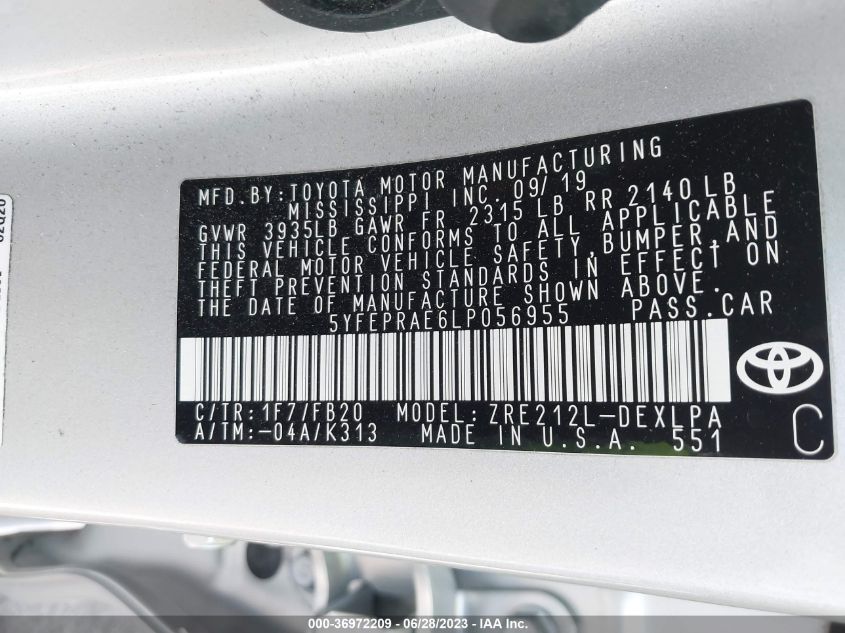 MFD.BY:TOYOTA MOTOR MANUFACTURING
MISSISSIPPI INC. 09/19
GVWR 3935LB GAWR FR 2315 LB RR 2140LB
THIS VEHICLE CONFORMS TO ALL APPLICABLE
FEDERAL MOTOR VEHICLE SAFETY,BUMPER,AND
THEFT PREVENTION STANDARDS IN EFFECT ON
THE DATE OF MANUFACTURE SHOWN ABOVE.
5YFEPRAE6LP056955 PASS.CAR
C/TR:1F7/FB20 MODEL:ZRE212L-DEXLPA
A/TM:-04A/K313 MADE IN U.S.A. 551
C
02Q20
© 000-36972209 - 06/28/2023 - IAA Inc.